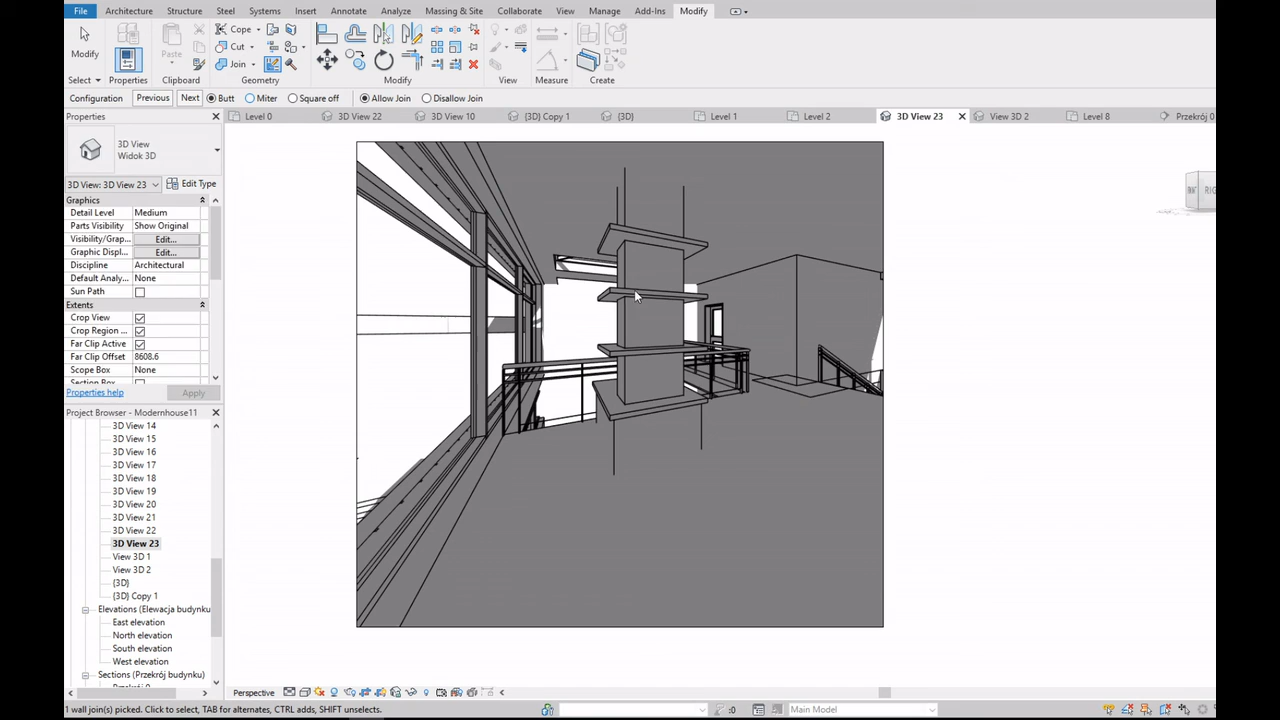 File Architecture Structure Steel Systems Insert Annotate Analyze Massing & Site Collaborate View Manage Add-Ins Modify
Modify Paste Cope Cut Join
Select Properties Clipboard Geometry Modify View Measure Create
Configuration Previous Next Butt Miter Square off Allow Join Disallow Join
Properties
Level 0 3D View 22 3D View 10 {3D} Copy 1 {3D} Level 1 Level 2 3D View 23 View 3D 2 Level 8 Przekrój 0
3D View
Widok 3D
3D View: 3D View 23 Edit Type
Graphics
Detail Level Medium
Parts Visibility Show Original
Visibility/Grap... Edit...
Graphic Displ... Edit...
Discipline Architectural
Default Analy... None
Sun Path
Extents
Crop View
Crop Region
Far Clip Active
Far Clip Offset 8608.6
Scope Box None
Section Box
Properties help Apply
Project Browser - Modernhouse11
3D View 14
3D View 15
3D View 16
3D View 17
3D View 18
3D View 19
3D View 20
3D View 21
3D View 22
3D View 23
View 3D 1
View 3D 2
{3D}
{3D} Copy 1
Elevations (Elewacja budynku
East elevation
North elevation
South elevation
West elevation
Sections (Przekrój budynku)
Perspective
1 wall join(s) picked. Click to select, TAB for alternates, CTRL adds, SHIFT unselects. :0 Main Model